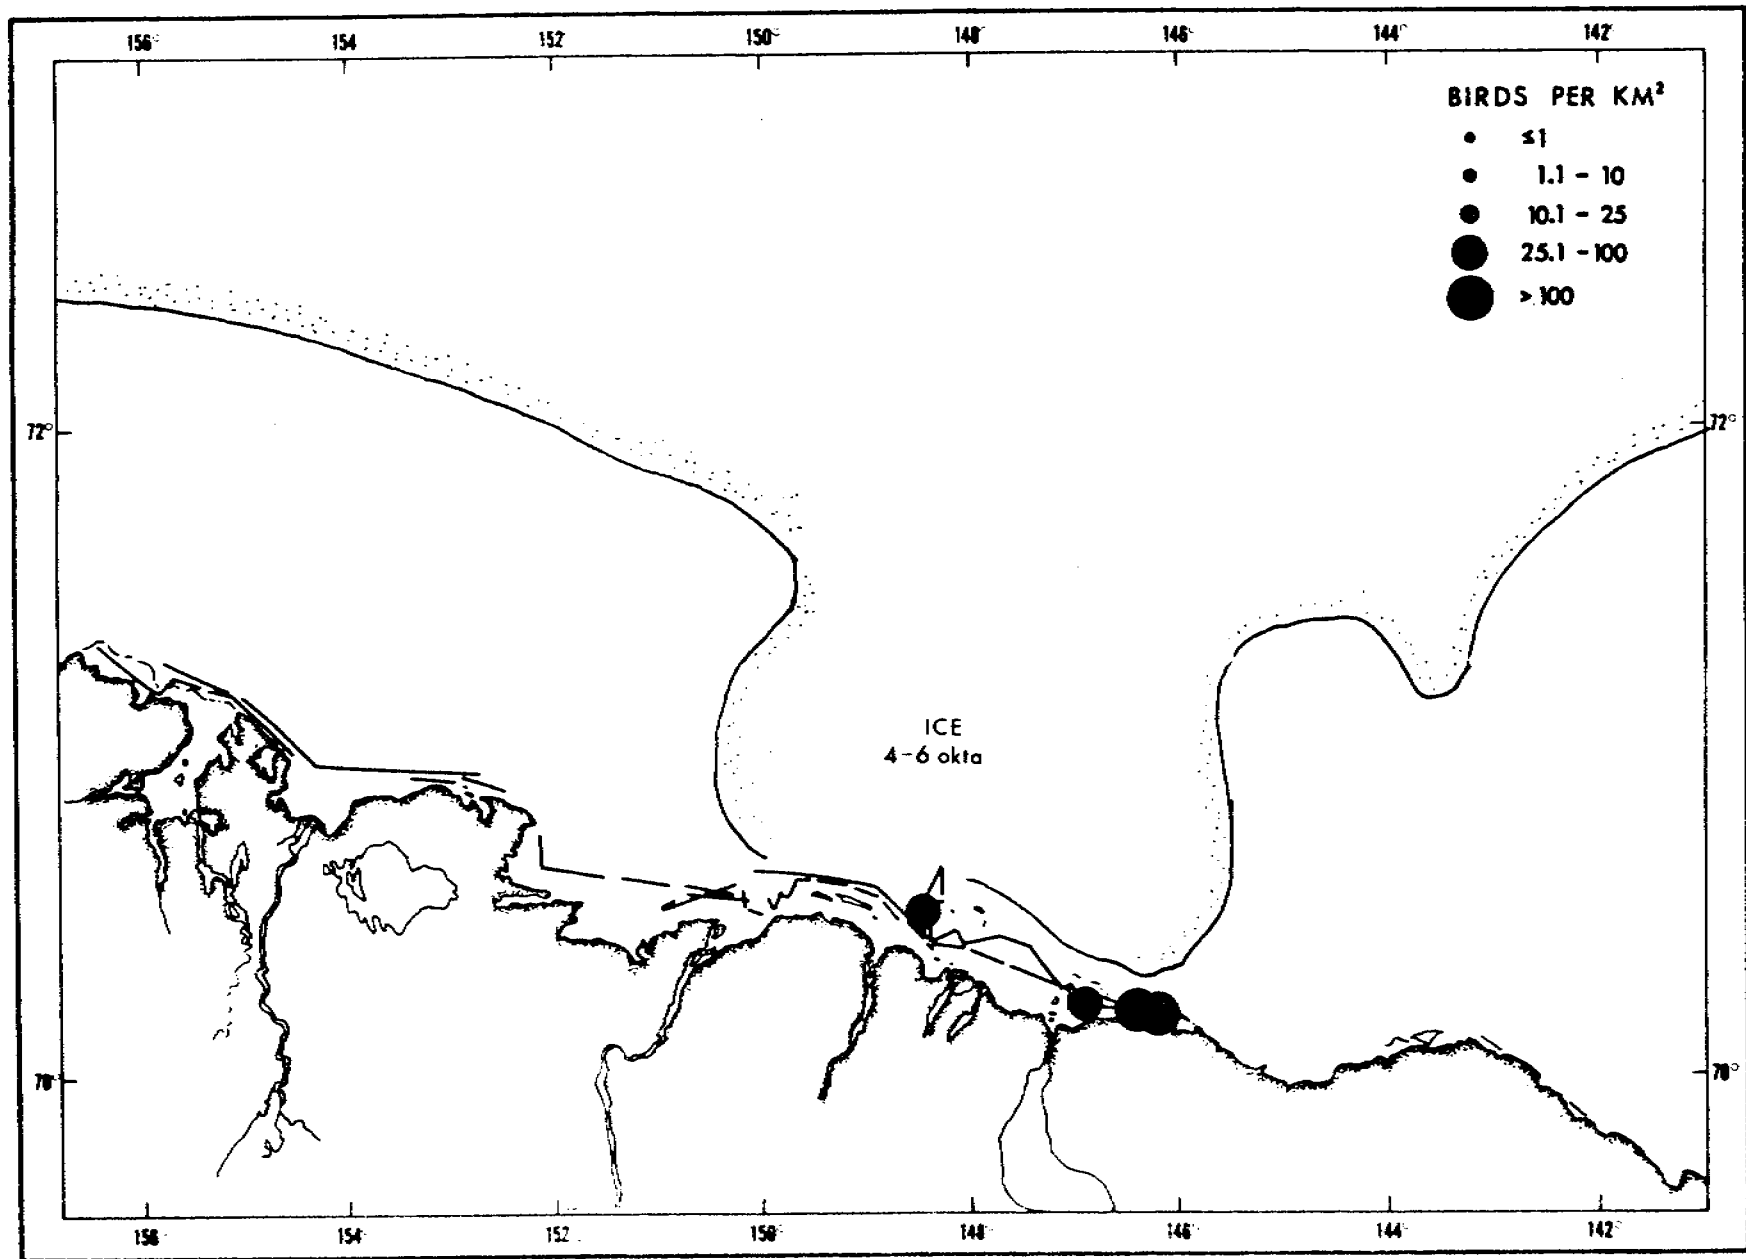 156° 154 152 150° 148° 146° 144° 142°
BIRDS PER KM²
≤1
1.1 - 10
10.1 - 25
25.1 - 100
> 100
72° 72°
ICE
4-6 okta
70° 70°
156° 154 152 150° 148° 146° 144° 142°